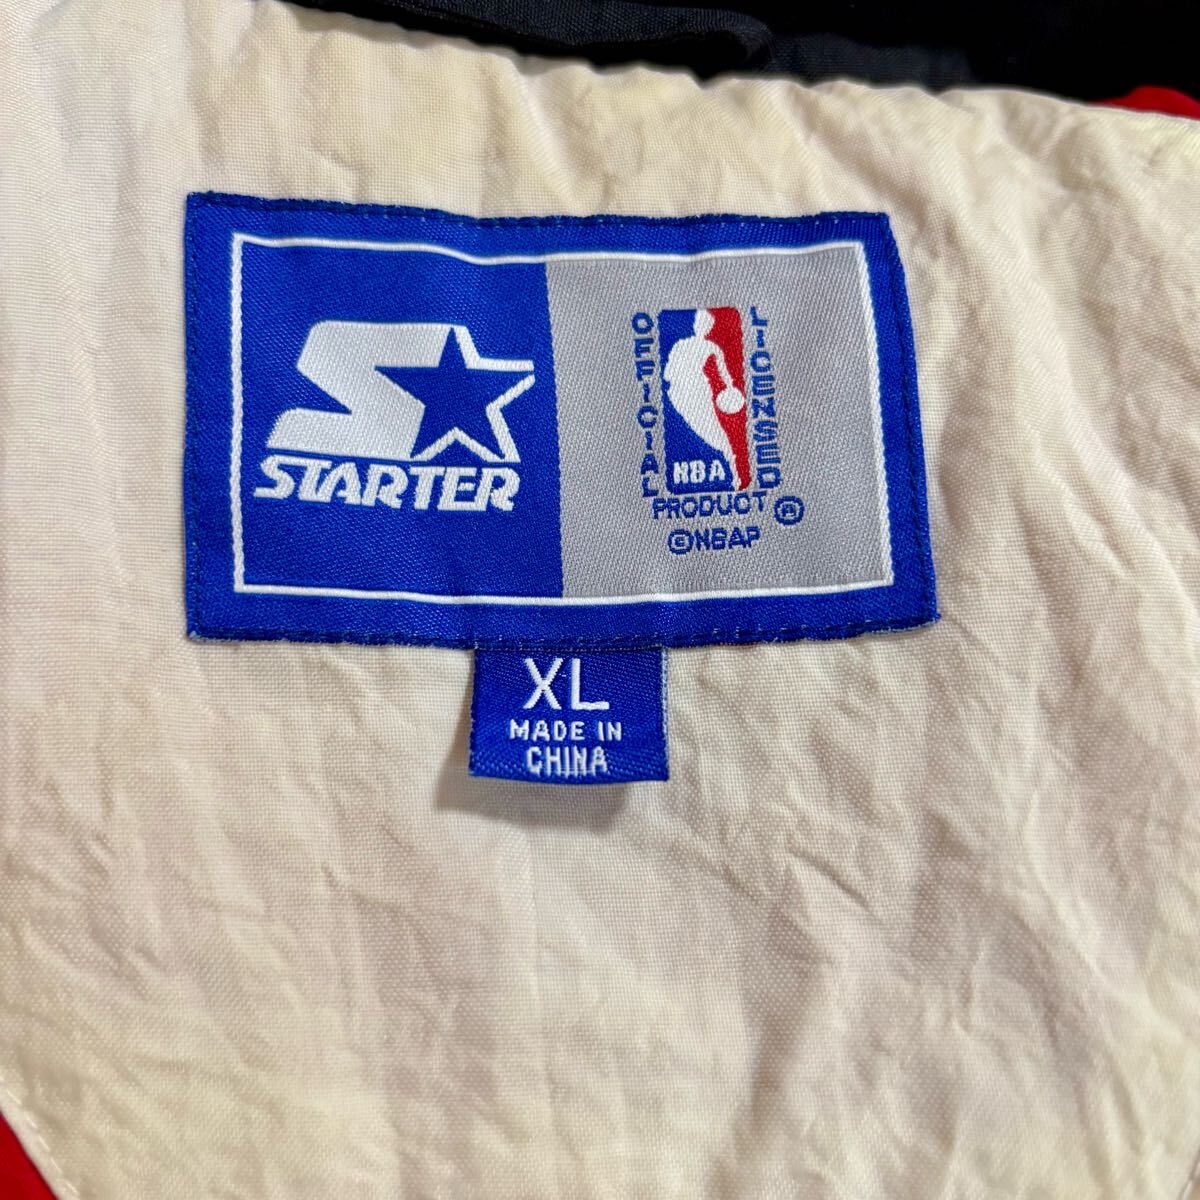 STARTER
OFFICIAL
LICENSED
NBA
PRODUCT ®
©NBAP
XL
MADE IN
CHINA